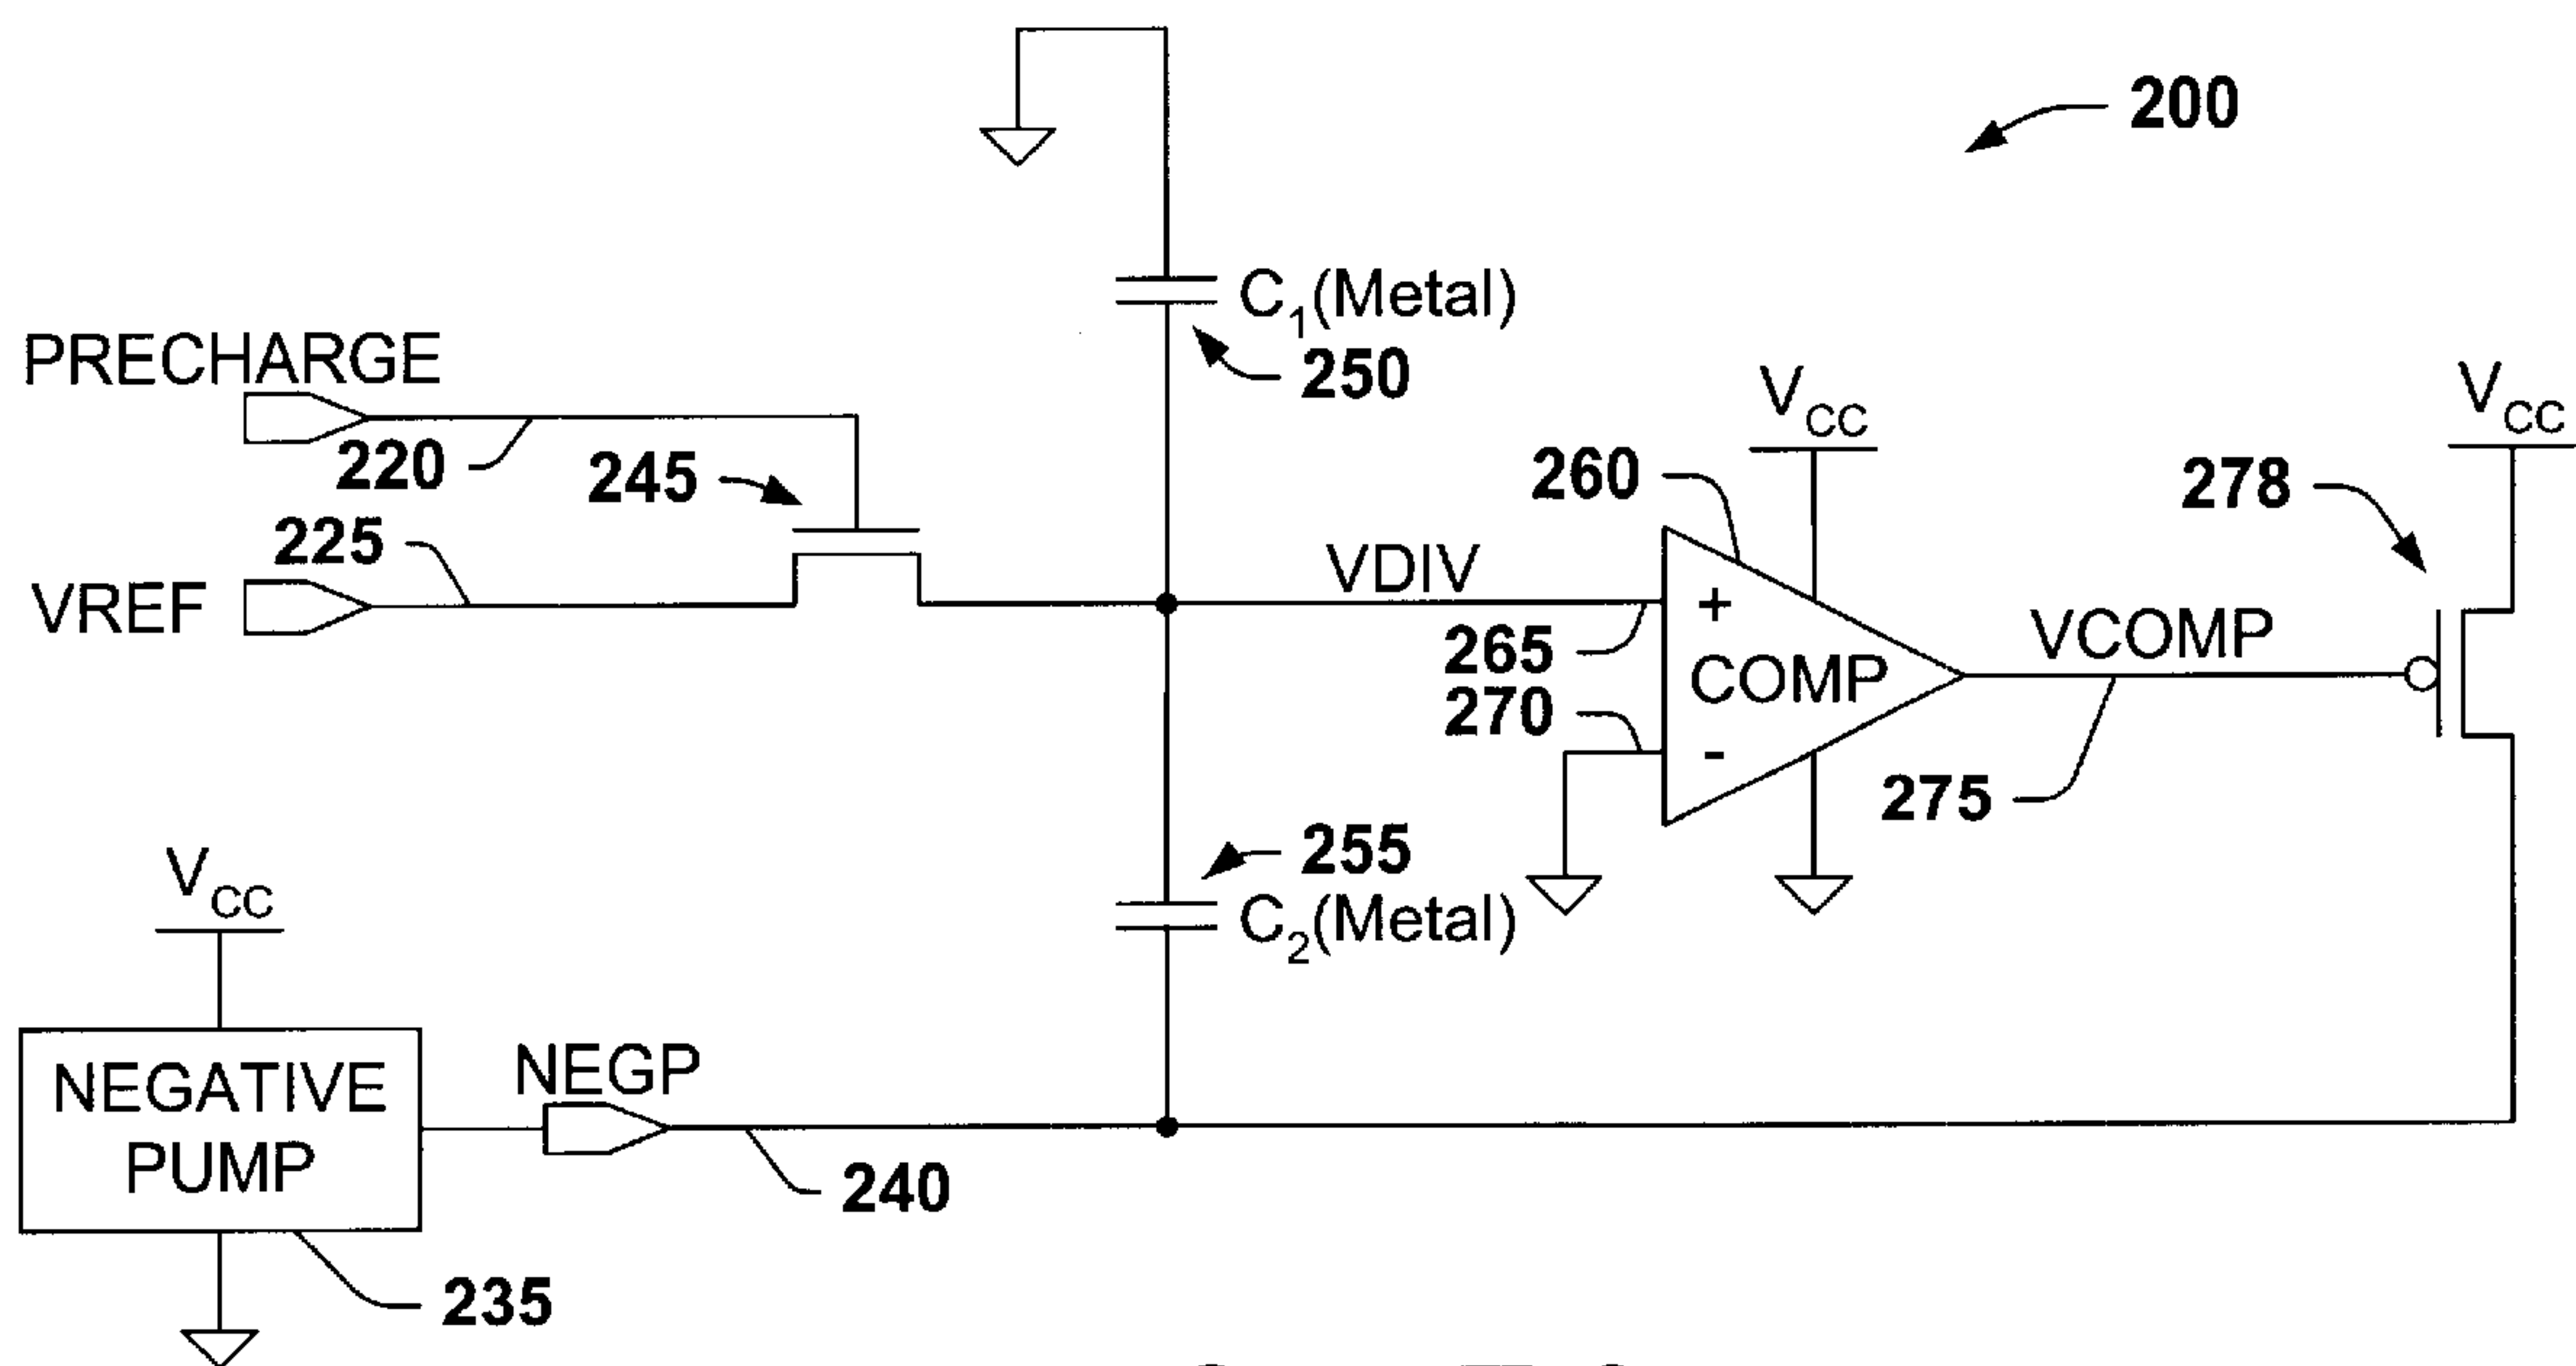 200
C1(Metal)
250
PRECHARGE
220
245
225
VREF
VCC
260
VCC
278
VDIV
265
+
COMP
270
-
VCOMP
275
255
C2(Metal)
VCC
NEGATIVE
PUMP
NEGP
240
235